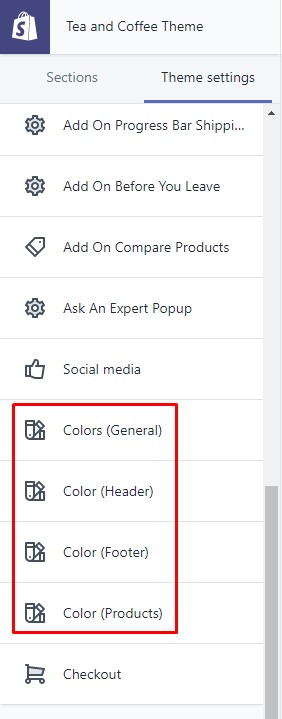 Tea and Coffee Theme
Sections Theme settings
Add On Progress Bar Shippi...
Add On Before You Leave
Add On Compare Products
Ask An Expert Popup
Social media
Colors (General)
Color (Header)
Color (Footer)
Color (Products)
Checkout